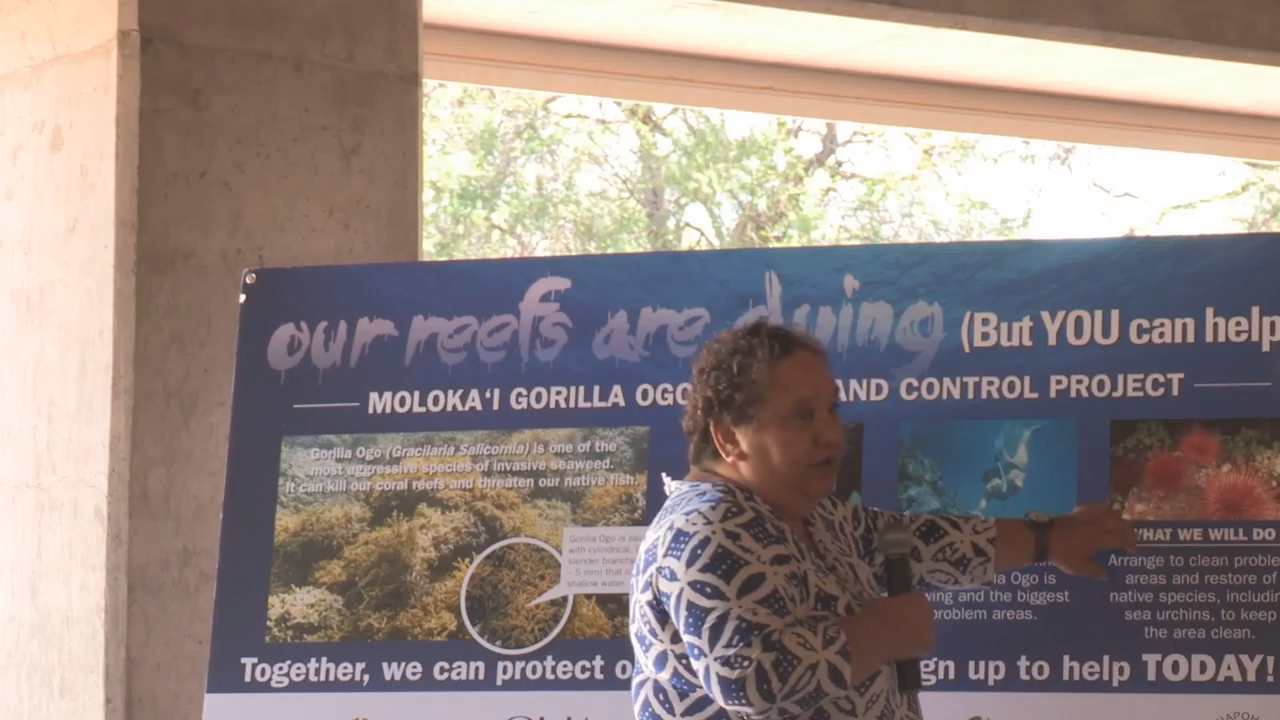 our reefs are dying (But YOU can help
MOLOKAʻI GORILLA OGO AND CONTROL PROJECT
Gorilla Ogo (Gracilaria Salicornia) is one of the
most aggressive species of invasive seaweed.
It can kill our coral reefs and threaten our native fish.
Gorilla Ogo is
with cylindrical,
slender branche
- 5 mm) that
shallow water.
la Ogo is
ving and the biggest
problem areas.
WHAT WE WILL DO
Arrange to clean proble
areas and restore of
native species, includin
sea urchins, to keep
the area clean.
Together, we can protect o gn up to help TODAY!